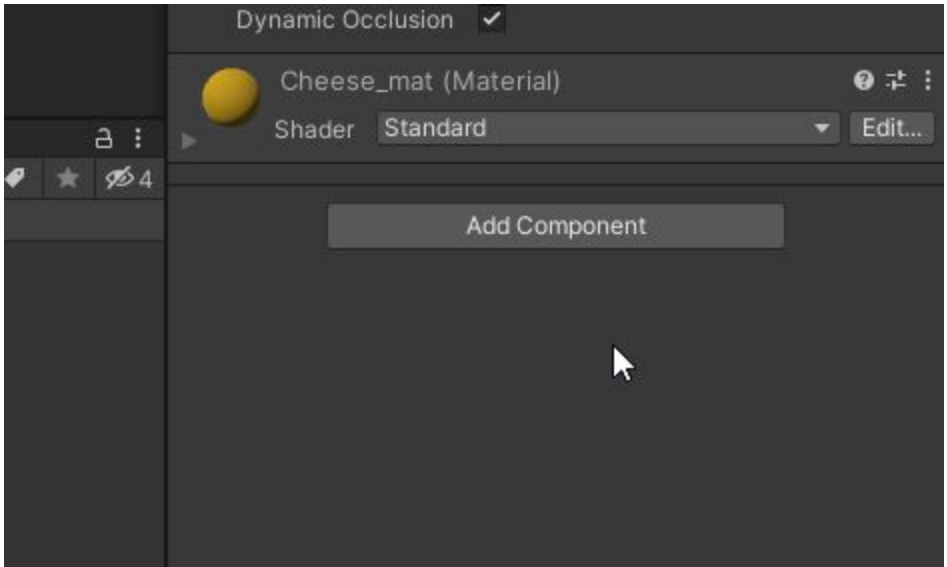 Dynamic Occlusion
Cheese_mat (Material)
Shader Standard Edit...
4
Add Component